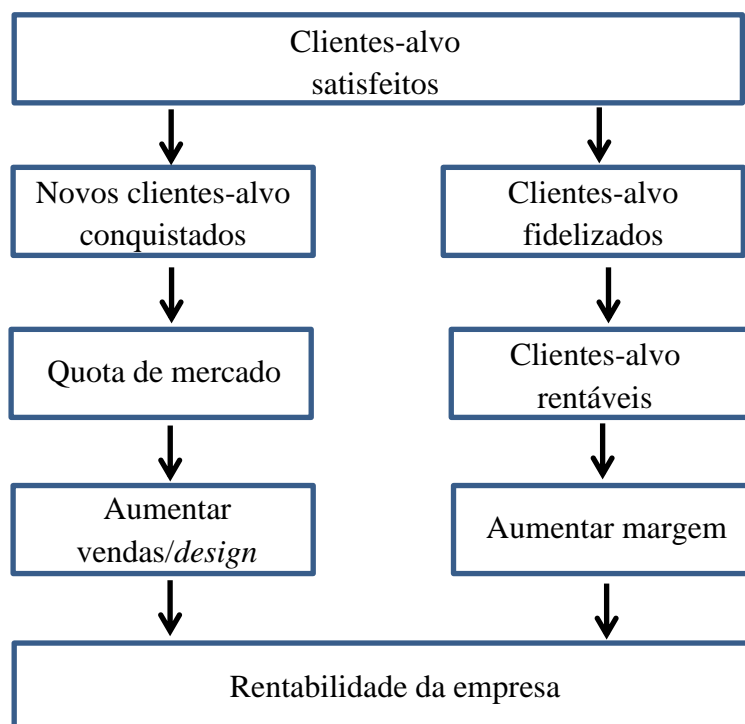 Clientes-alvo
satisfeitos
Novos clientes-alvo
conquistados
Clientes-alvo
fidelizados
Quota de mercado
Clientes-alvo
rentáveis
Aumentar
vendas/design
Aumentar margem
Rentabilidade da empresa